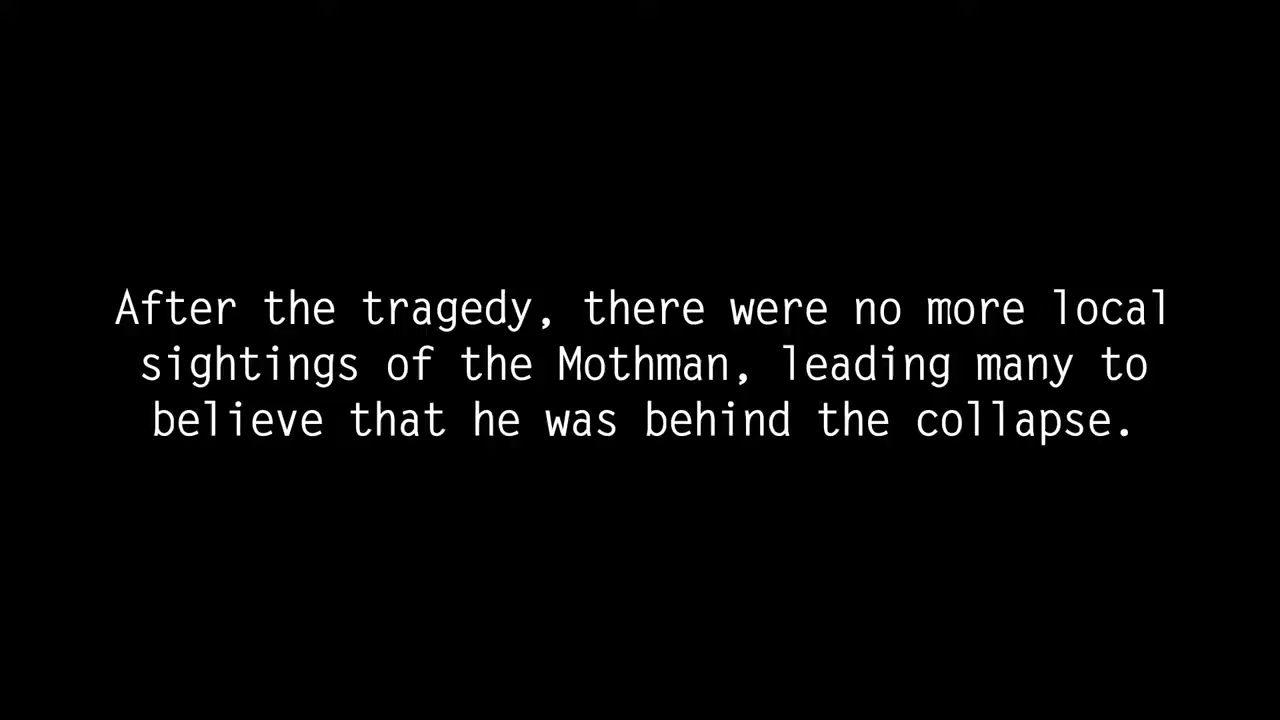 After the tragedy, there were no more local
sightings of the Mothman, leading many to
believe that he was behind the collapse.